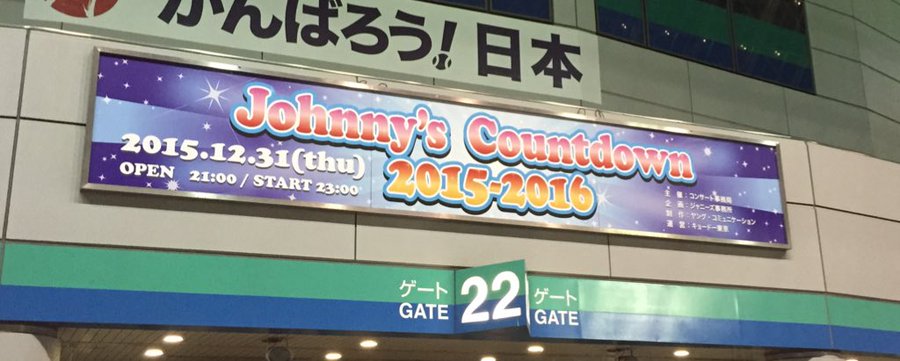 がんばろう!日本
Johnny's Countdown
2015-2016
2015.12.31(thu)
OPEN 21:00 / START 23:00
主 催:コンサート事務局
企 画:ジャニーズ事務所
制 作:ヤング・コミュニケーション
運 営:キョードー東京
ゲート
GATE
22
ゲート
GATE